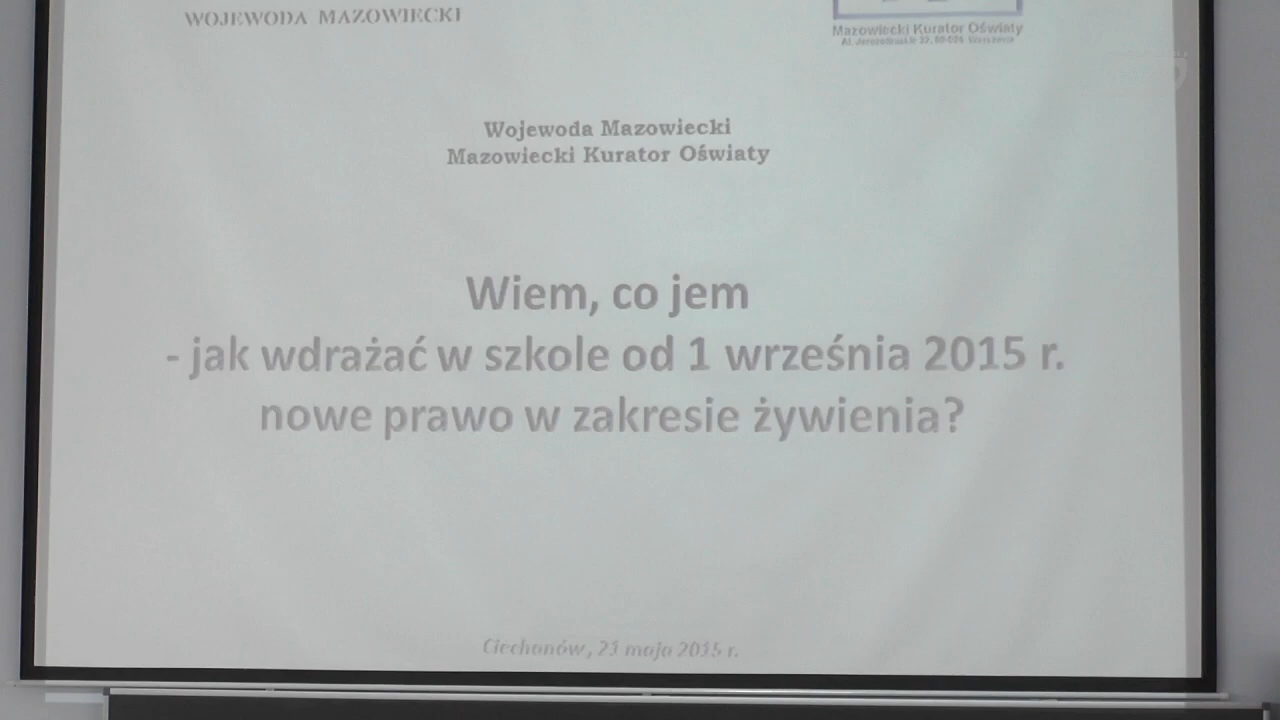 WOJEWODA MAZOWIECKI
Mazowiecki Kurator Oświaty
Wojewoda Mazowiecki
Mazowiecki Kurator Oświaty
Wiem, co jem
- jak wdrażać w szkole od 1 września 2015 r.
nowe prawo w zakresie żywienia?
Ciechanów, 21 maja 2015 r.